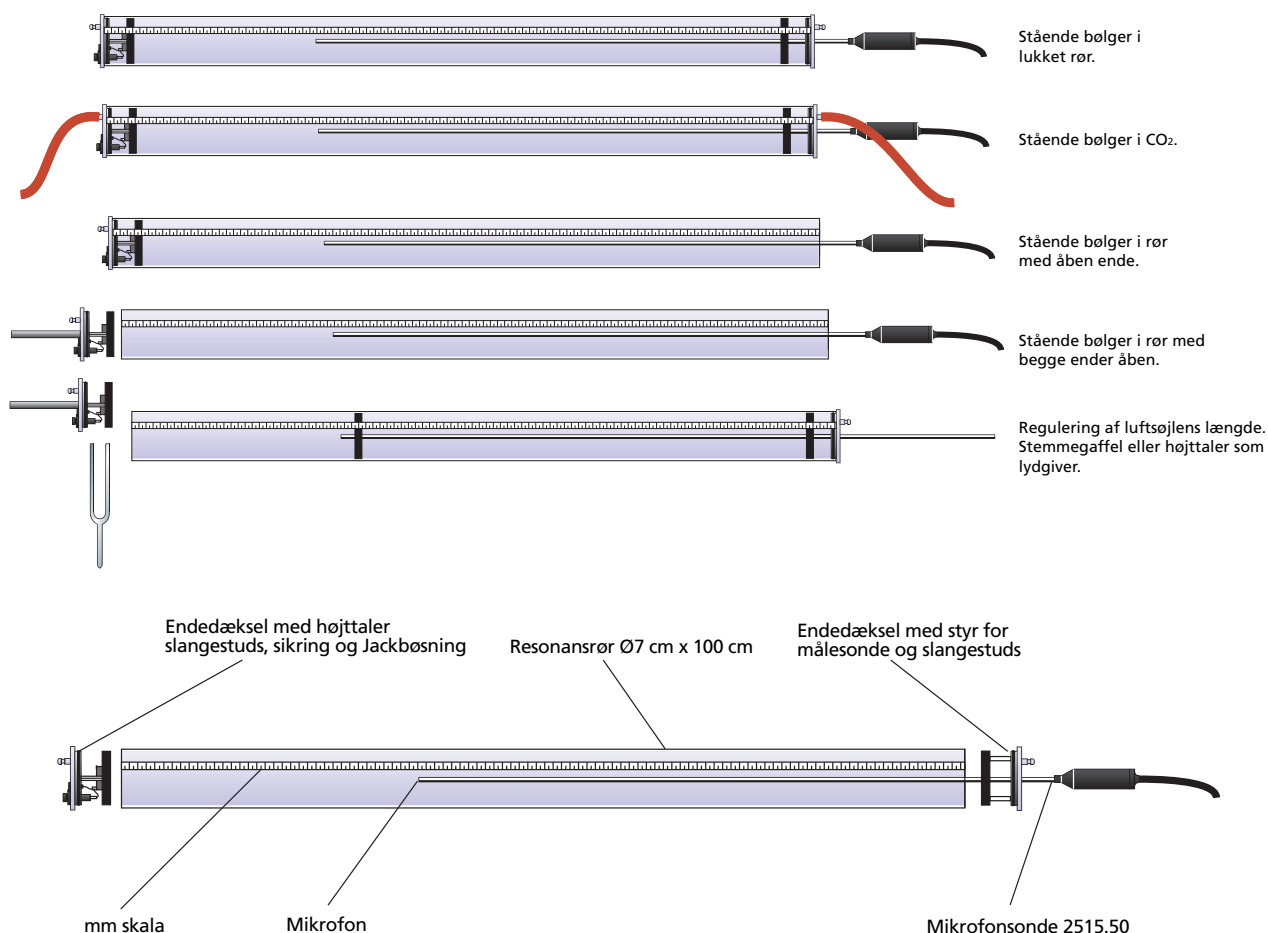 Stående bølger i
lukket rør.
Stående bølger i CO₂.
Stående bølger i rør
med åben ende.
Stående bølger i rør med
begge ender åben.
Regulering af luftsøjlens længde.
Stemmegaffel eller højttaler som
lydgiver.
Endedæksel med højttaler
slangestuds, sikring og Jackbøsning
Resonansrør Ø7 cm x 100 cm
Endedæksel med styr for
målesonde og slangestuds
mm skala
Mikrofon
Mikrofonsonde 2515.50